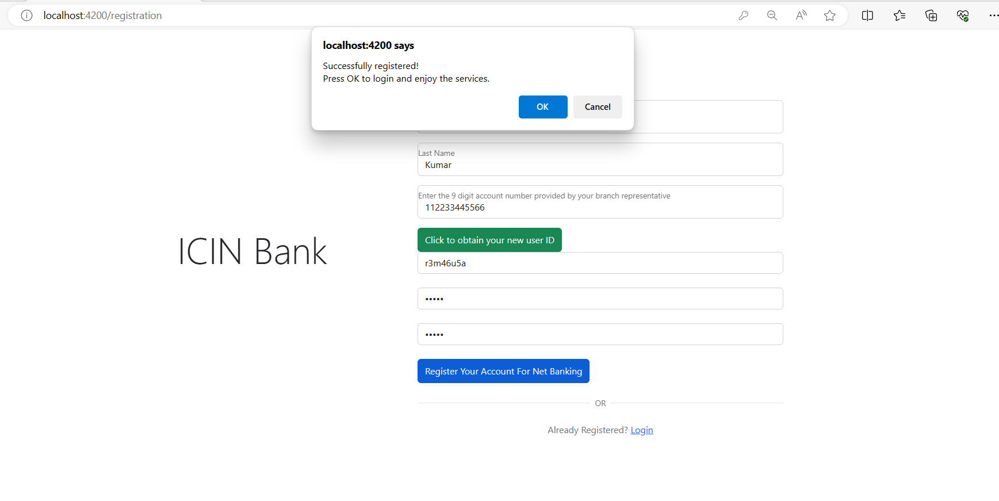 localhost:4200/registration
localhost:4200 says
Successfully registered!
Press OK to login and enjoy the services.
OK
Cancel
Last Name
Kumar
Enter the 9 digit account number provided by your branch representative
112233445566
ICIN Bank
Click to obtain your new user ID
r3m46u5a
•••••
•••••
Register Your Account For Net Banking
OR
Already Registered? Login